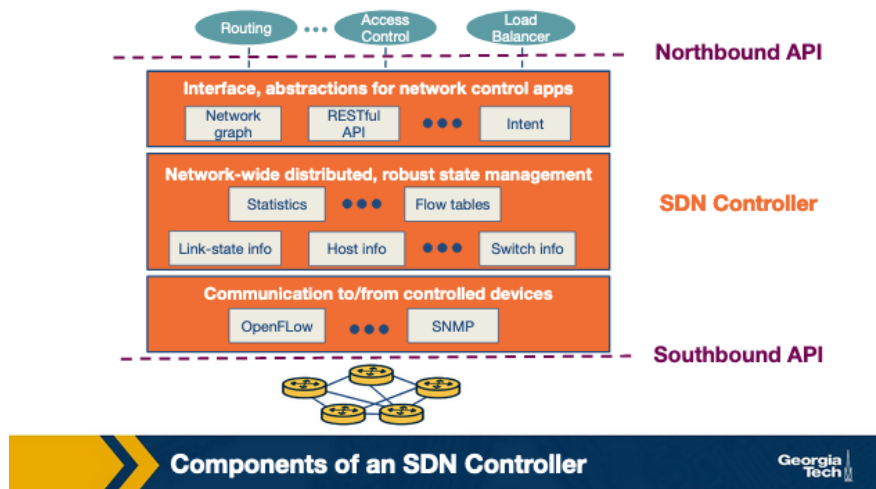 Routing
Access
Control
Load
Balancer
Northbound API
Interface, abstractions for network control apps
Network
graph
RESTful
API
Intent
Network-wide distributed, robust state management
Statistics
Flow tables
SDN Controller
Link-state info
Host info
Switch info
Communication to/from controlled devices
OpenFLow
SNMP
Southbound API
Components of an SDN Controller
Georgia
Tech